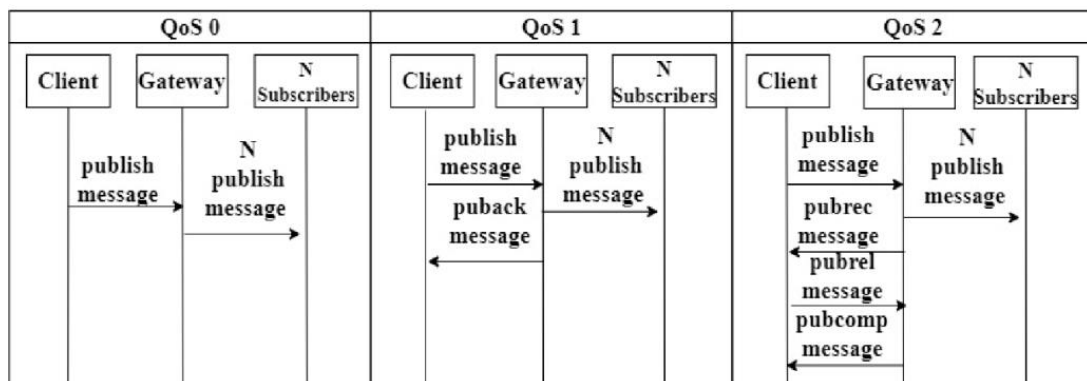 QoS 0
Client
Gateway
N
Subscribers
publish
message
N
publish
message
QoS 1
Client
Gateway
N
Subscribers
publish
message
N
publish
message
puback
message
QoS 2
Client
Gateway
N
Subscribers
publish
message
N
publish
message
pubrec
message
pubrel
message
pubcomp
message